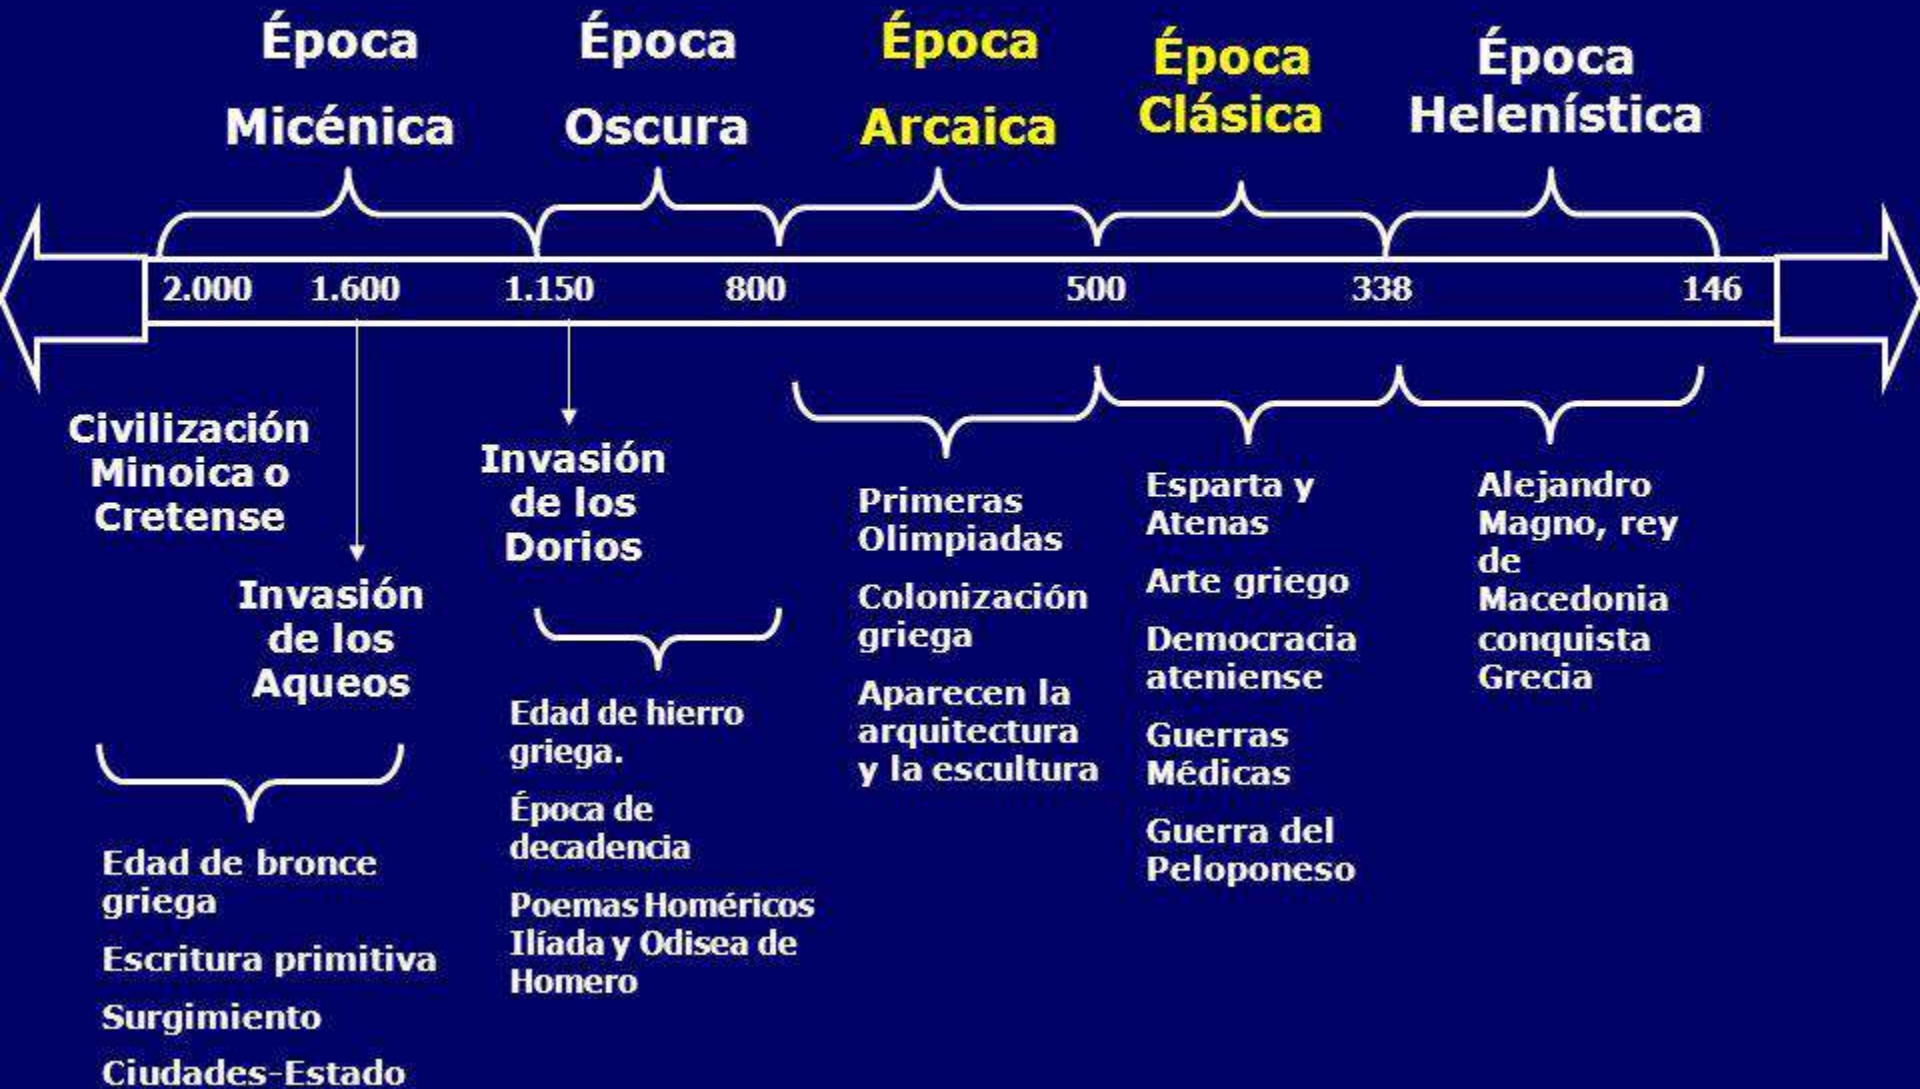 Época
Micénica
Época
Oscura
Época
Arcaica
Época
Clásica
Época
Helenística
2.000 1.600 1.150 800 500 338 146
Civilización
Minoica o
Cretense
Invasión
de los
Aqueos
Edad de bronce
griega
Escritura primitiva
Surgimiento
Ciudades-Estado
Invasión
de los
Dorios
Edad de hierro
griega.
Época de
decadencia
Poemas Homéricos
Ilíada y Odisea de
Homero
Primeras
Olimpiadas
Colonización
griega
Aparecen la
arquitectura
y la escultura
Esparta y
Atenas
Arte griego
Democracia
ateniense
Guerras
Médicas
Guerra del
Peloponeso
Alejandro
Magno, rey
de
Macedonia
conquista
Grecia